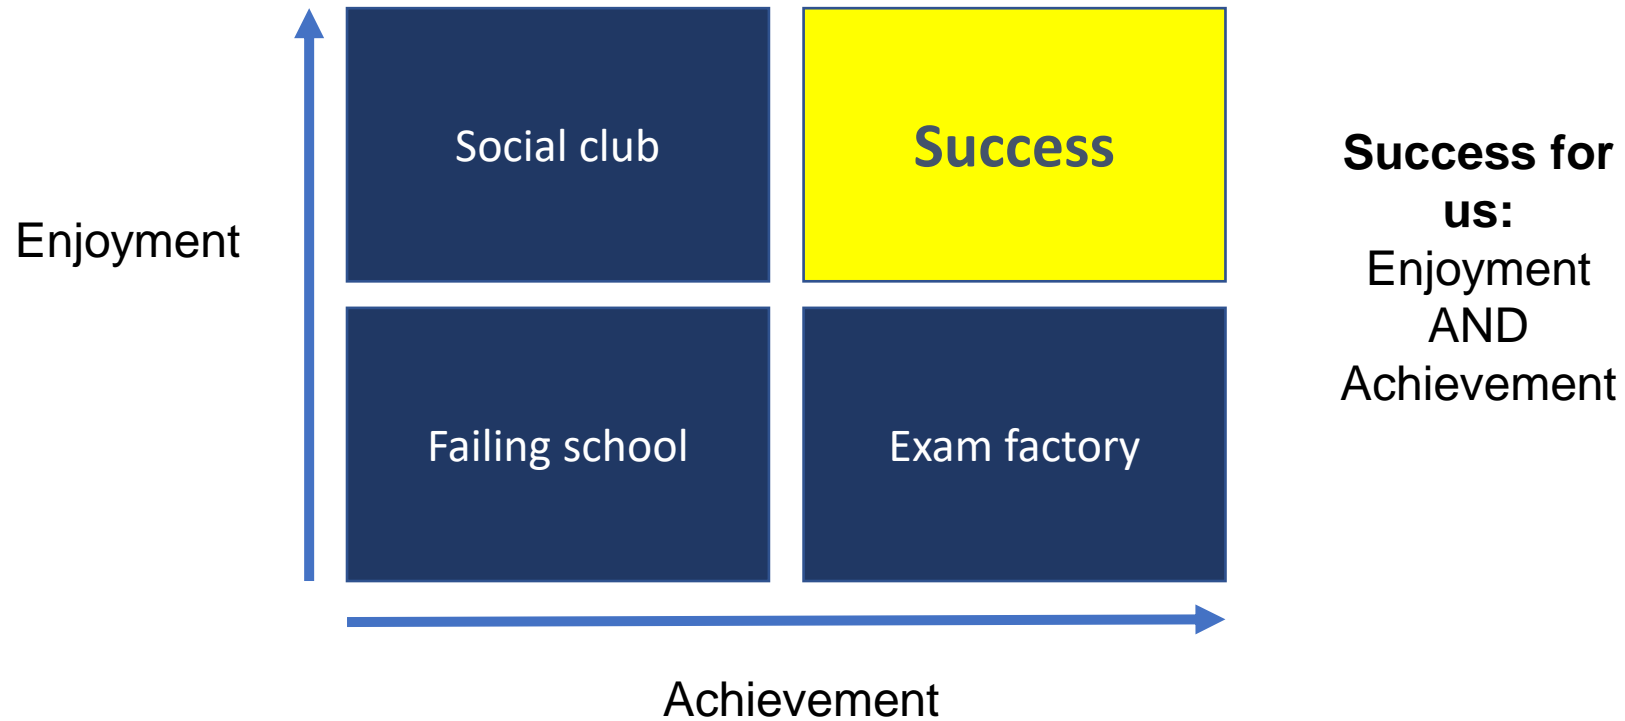 Enjoyment
Social club
Success
Failing school
Exam factory
Achievement
Success for
us:
Enjoyment
AND
Achievement